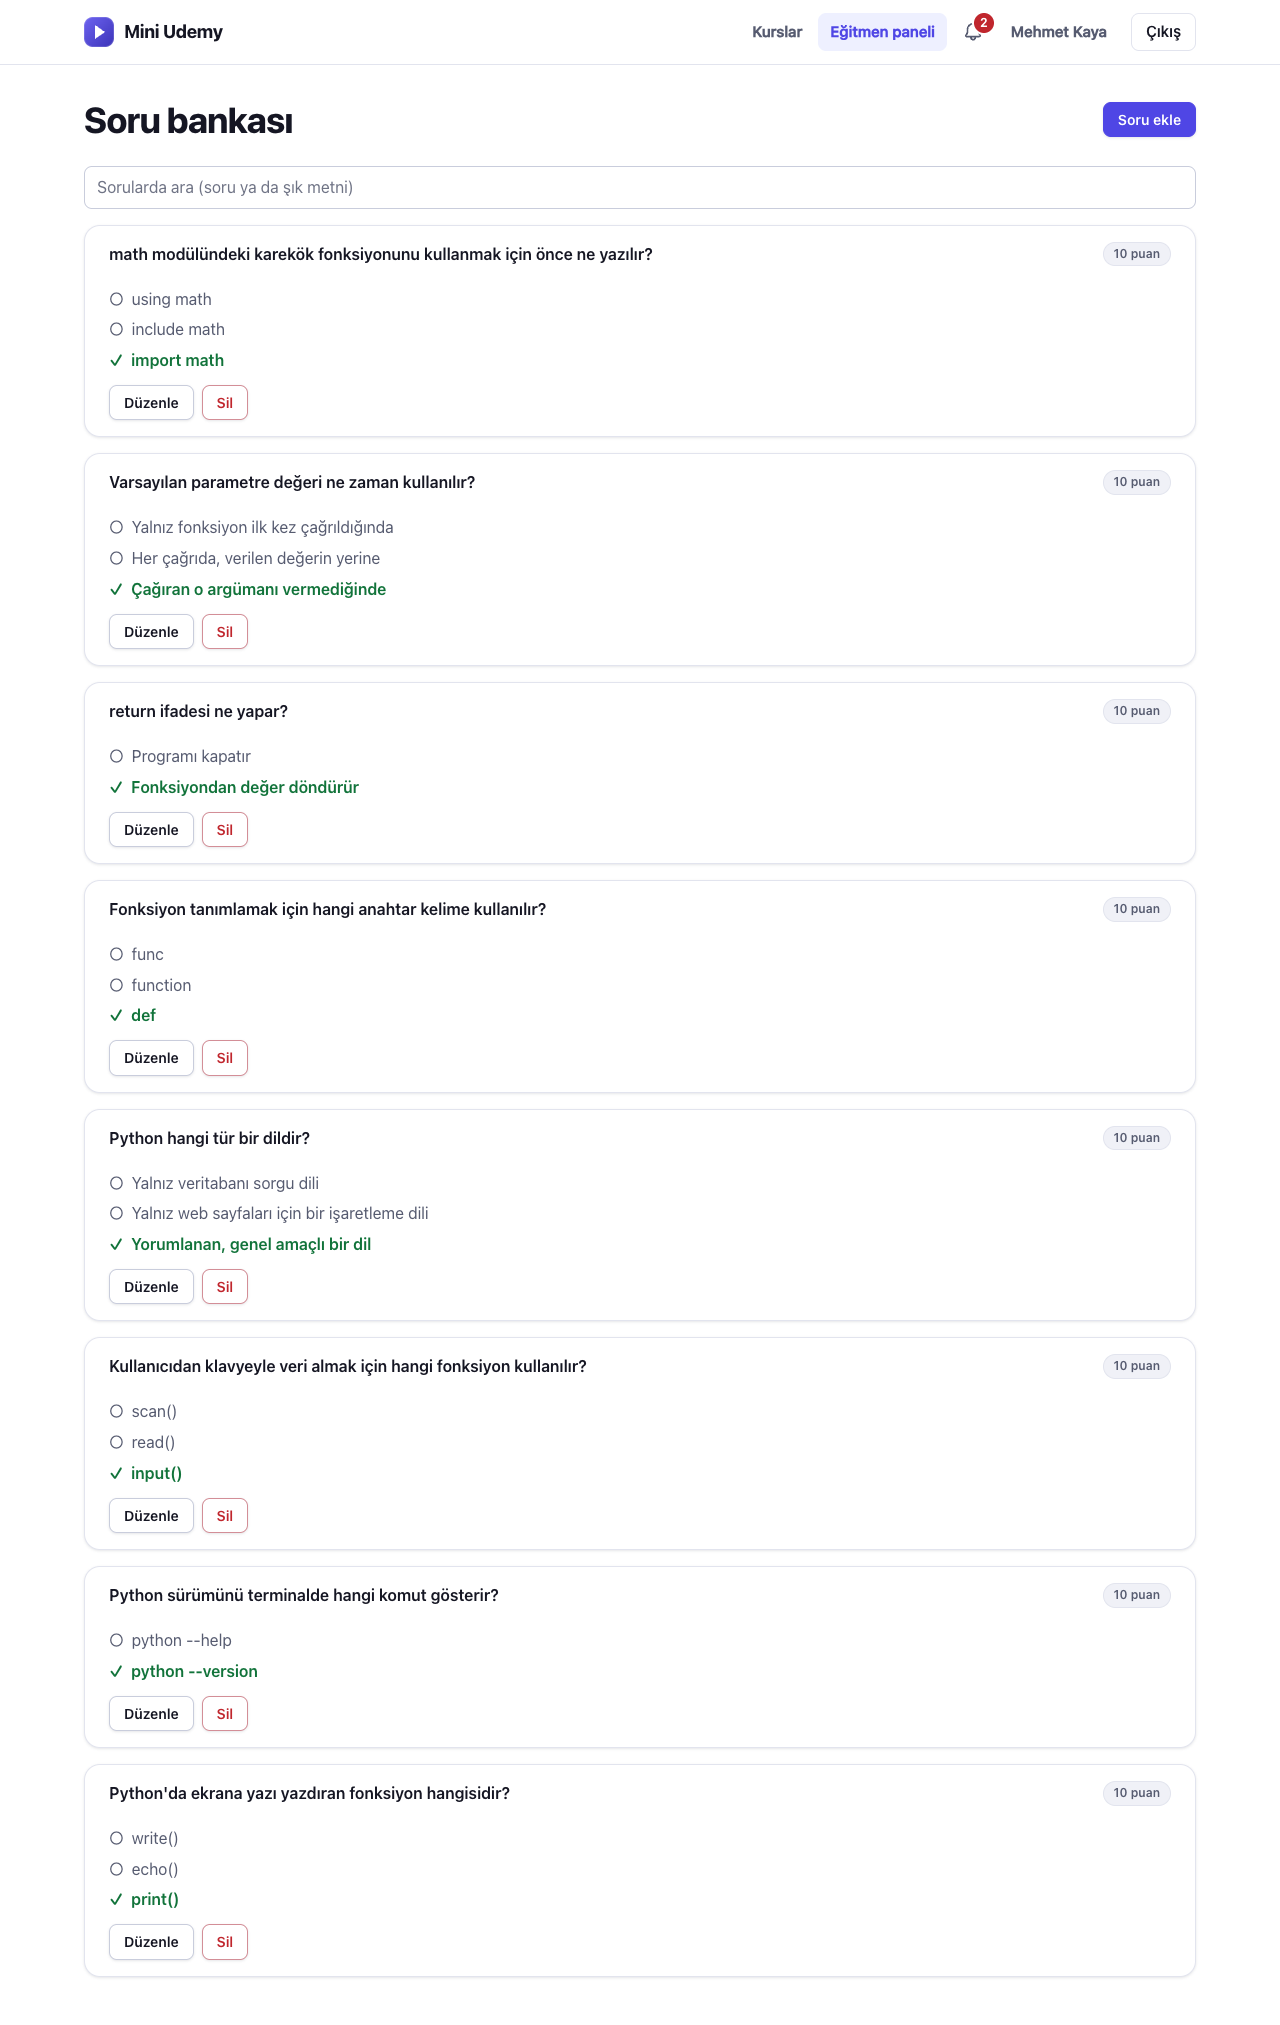 Mini Udemy
Kurslar
Eğitmen paneli
2
Mehmet Kaya
Çıkış
Soru bankası
Soru ekle
Sorularda ara (soru ya da şık metni)
math modülündeki karekök fonksiyonunu kullanmak için önce ne yazılır?
10 puan
using math
include math
import math
Düzenle
Sil
Varsayılan parametre değeri ne zaman kullanılır?
10 puan
Yalnız fonksiyon ilk kez çağrıldığında
Her çağrıda, verilen değerin yerine
Çağıran o argümanı vermediğinde
Düzenle
Sil
return ifadesi ne yapar?
10 puan
Programı kapatır
Fonksiyondan değer döndürür
Düzenle
Sil
Fonksiyon tanımlamak için hangi anahtar kelime kullanılır?
10 puan
func
function
def
Düzenle
Sil
Python hangi tür bir dildir?
10 puan
Yalnız veritabanı sorgu dili
Yalnız web sayfaları için bir işaretleme dili
Yorumlanan, genel amaçlı bir dil
Düzenle
Sil
Kullanıcıdan klavyeyle veri almak için hangi fonksiyon kullanılır?
10 puan
scan()
read()
input()
Düzenle
Sil
Python sürümünü terminalde hangi komut gösterir?
10 puan
python --help
python --version
Düzenle
Sil
Python'da ekrana yazı yazdıran fonksiyon hangisidir?
10 puan
write()
echo()
print()
Düzenle
Sil